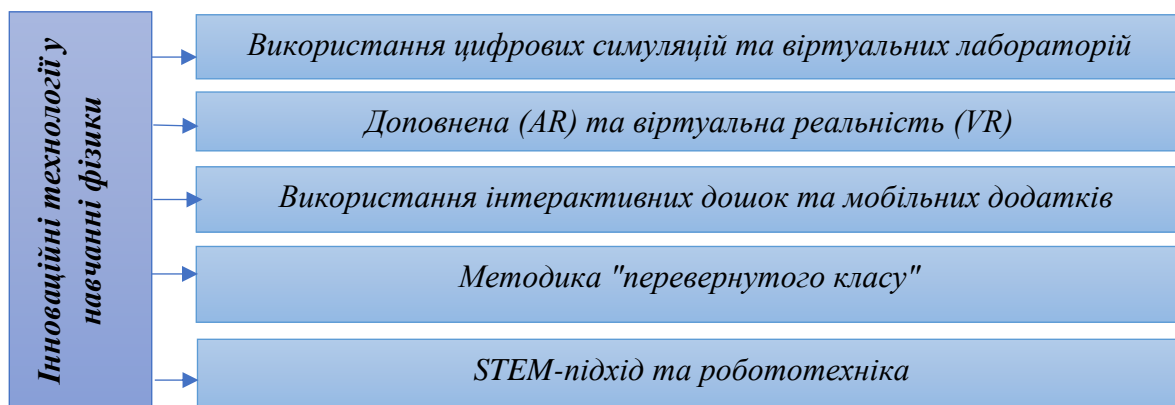 Інноваційні технології у
навчанні фізики
Використання цифрових симуляцій та віртуальних лабораторій
Доповнена (AR) та віртуальна реальність (VR)
Використання інтерактивних дошок та мобільних додатків
Методика "перевернутого класу"
STEM-підхід та робототехніка